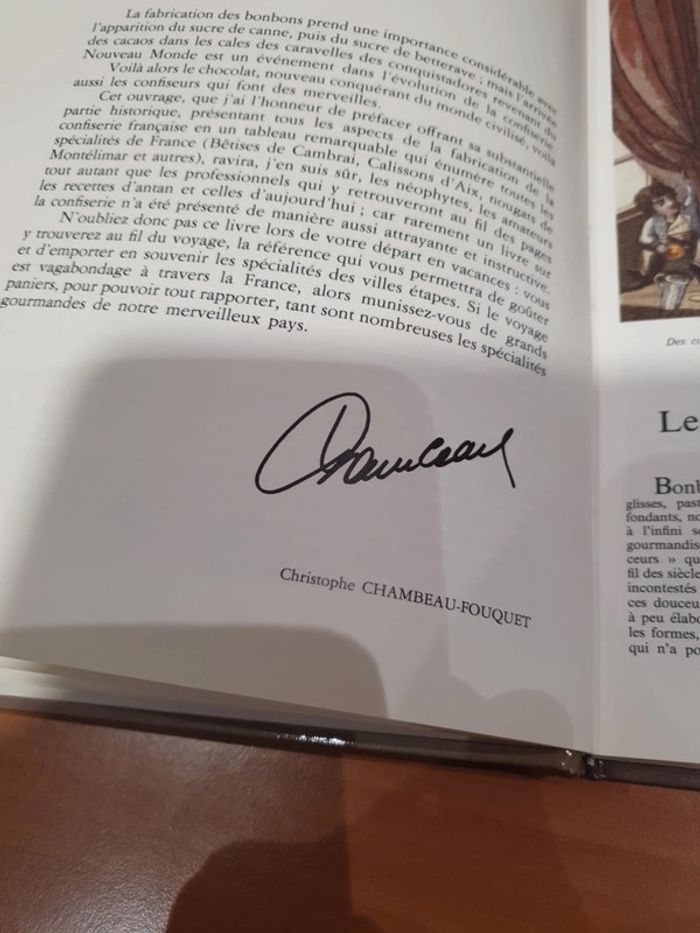 La fabrication des bonbons prend une importance considérable avec
l'apparition du sucre de canne, puis du sucre de betterave ; mais l'arrivée
des cacaos dans les cales des caravelles des conquistadores revenant du
Nouveau Monde est un événement dans l'évolution de la confiserie
Voilà alors le chocolat, nouveau conquérant du monde civilisé, voilà
aussi les confiseurs qui font des merveilles.
Cet ouvrage, que j'ai l'honneur de préfacer offrant sa substantielle
partie historique, présentant tous les aspects de la fabrication de la
confiserie française en un tableau remarquable qui énumère toutes les
spécialités de France (Bêtises de Cambrai, Calissons d'Aix, nougats de
Montélimar et autres), ravira, j'en suis sûr, les néophytes, les amateurs
tout autant que les professionnels qui y retrouveront au fil des pages
les recettes d'antan et celles d'aujourd'hui ; car rarement un livre sur
la confiserie n'a été présenté de manière aussi attrayante et instructive.
N'oubliez donc pas ce livre lors de votre départ en vacances : vous
y trouverez au fil du voyage, la référence qui vous permettra de goûter
et d'emporter en souvenir les spécialités des villes étapes. Si le voyage
est vagabondage à travers la France, alors munissez-vous de grands
paniers, pour pouvoir tout rapporter, tant sont nombreuses les spécialités
gourmandes de notre merveilleux pays.
Chambeau
Christophe CHAMBEAU-FOUQUET
Des
Le
glisses,
fondants,
à l'infini
ceurs » qu
fil des
incontestés
ces
à peu
les formes,
qui n'a